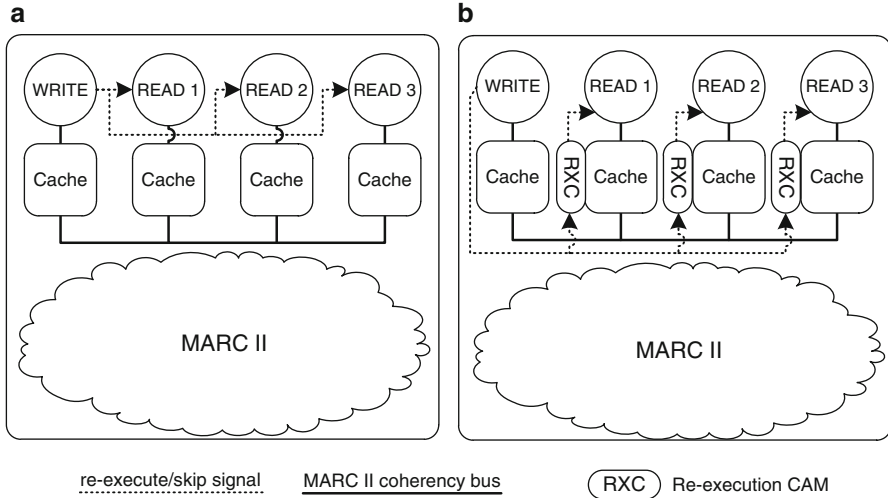 a
WRITE READ 1 READ 2 READ 3
Cache Cache Cache Cache
MARC II
b
WRITE READ 1 READ 2 READ 3
Cache RXC Cache RXC Cache RXC Cache
MARC II
re-execute/skip signal MARC II coherency bus RXC Re-execution CAM